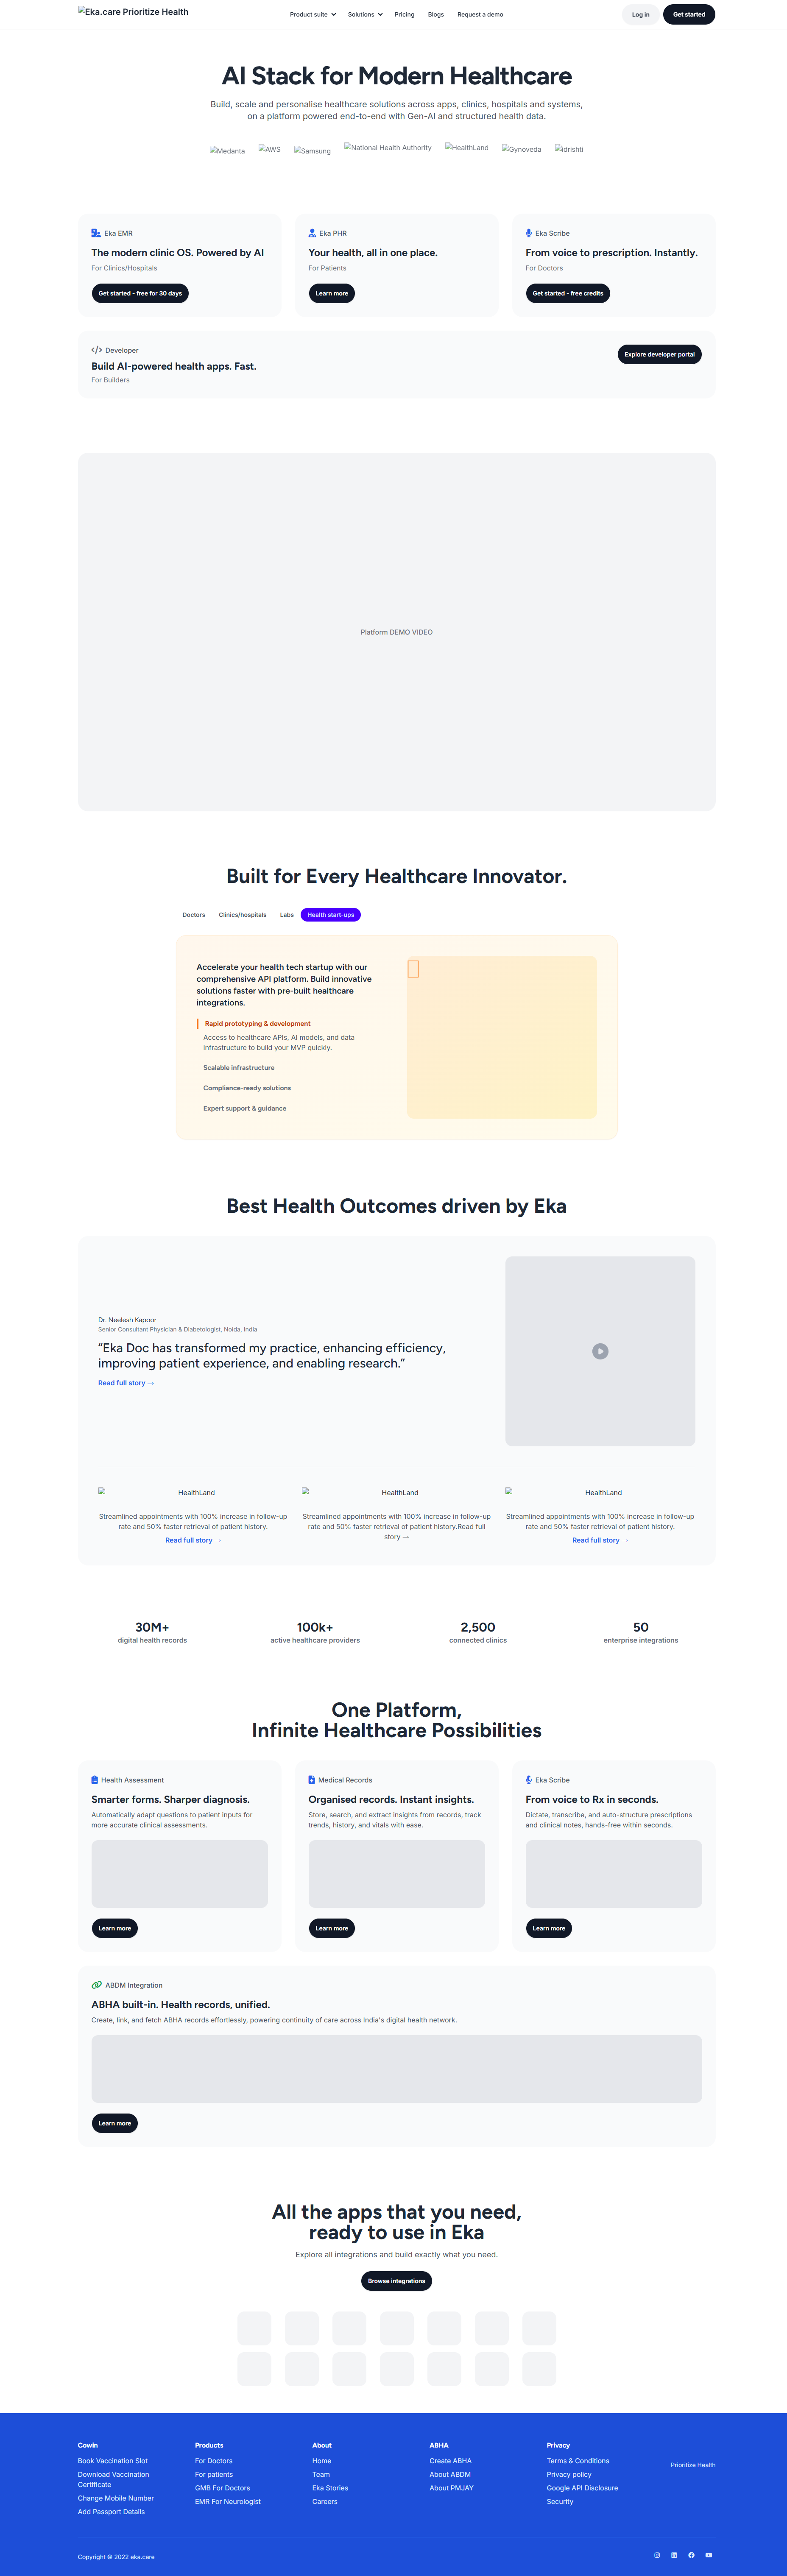 Eka.care Prioritize Health
Product suite
Solutions
Pricing
Blogs
Request a demo
Log in
Get started
AI Stack for Modern Healthcare
Build, scale and personalise healthcare solutions across apps, clinics, hospitals and systems,
on a platform powered end-to-end with Gen-AI and structured health data.
Medanta
AWS
Samsung
National Health Authority
HealthLand
Gynoveda
idrishti
Eka EMR
The modern clinic OS. Powered by AI
For Clinics/Hospitals
Get started - free for 30 days
Eka PHR
Your health, all in one place.
For Patients
Learn more
Eka Scribe
From voice to prescription. Instantly.
For Doctors
Get started - free credits
Developer
Build AI-powered health apps. Fast.
For Builders
Explore developer portal
Platform DEMO VIDEO
Built for Every Healthcare Innovator.
Doctors
Clinics/hospitals
Labs
Health start-ups
Accelerate your health tech startup with our
comprehensive API platform. Build innovative
solutions faster with pre-built healthcare
integrations.
Rapid prototyping & development
Access to healthcare APIs, AI models, and data
infrastructure to build your MVP quickly.
Scalable infrastructure
Compliance-ready solutions
Expert support & guidance
Best Health Outcomes driven by Eka
Dr. Neelesh Kapoor
Senior Consultant Physician & Diabetologist, Noida, India
“Eka Doc has transformed my practice, enhancing efficiency,
improving patient experience, and enabling research.”
Read full story →
HealthLand
Streamlined appointments with 100% increase in follow-up
rate and 50% faster retrieval of patient history.
Read full story →
HealthLand
Streamlined appointments with 100% increase in follow-up
rate and 50% faster retrieval of patient history.Read full
story →
HealthLand
Streamlined appointments with 100% increase in follow-up
rate and 50% faster retrieval of patient history.
Read full story →
30M+
digital health records
100k+
active healthcare providers
2,500
connected clinics
50
enterprise integrations
One Platform,
Infinite Healthcare Possibilities
Health Assessment
Smarter forms. Sharper diagnosis.
Automatically adapt questions to patient inputs for
more accurate clinical assessments.
Learn more
Medical Records
Organised records. Instant insights.
Store, search, and extract insights from records, track
trends, history, and vitals with ease.
Learn more
Eka Scribe
From voice to Rx in seconds.
Dictate, transcribe, and auto-structure prescriptions
and clinical notes, hands-free within seconds.
Learn more
ABDM Integration
ABHA built-in. Health records, unified.
Create, link, and fetch ABHA records effortlessly, powering continuity of care across India's digital health network.
Learn more
All the apps that you need,
ready to use in Eka
Explore all integrations and build exactly what you need.
Browse integrations
Cowin
Book Vaccination Slot
Download Vaccination
Certificate
Change Mobile Number
Add Passport Details
Products
For Doctors
For patients
GMB For Doctors
EMR For Neurologist
About
Home
Team
Eka Stories
Careers
ABHA
Create ABHA
About ABDM
About PMJAY
Privacy
Terms & Conditions
Privacy policy
Google API Disclosure
Security
Prioritize Health
Copyright © 2022 eka.care